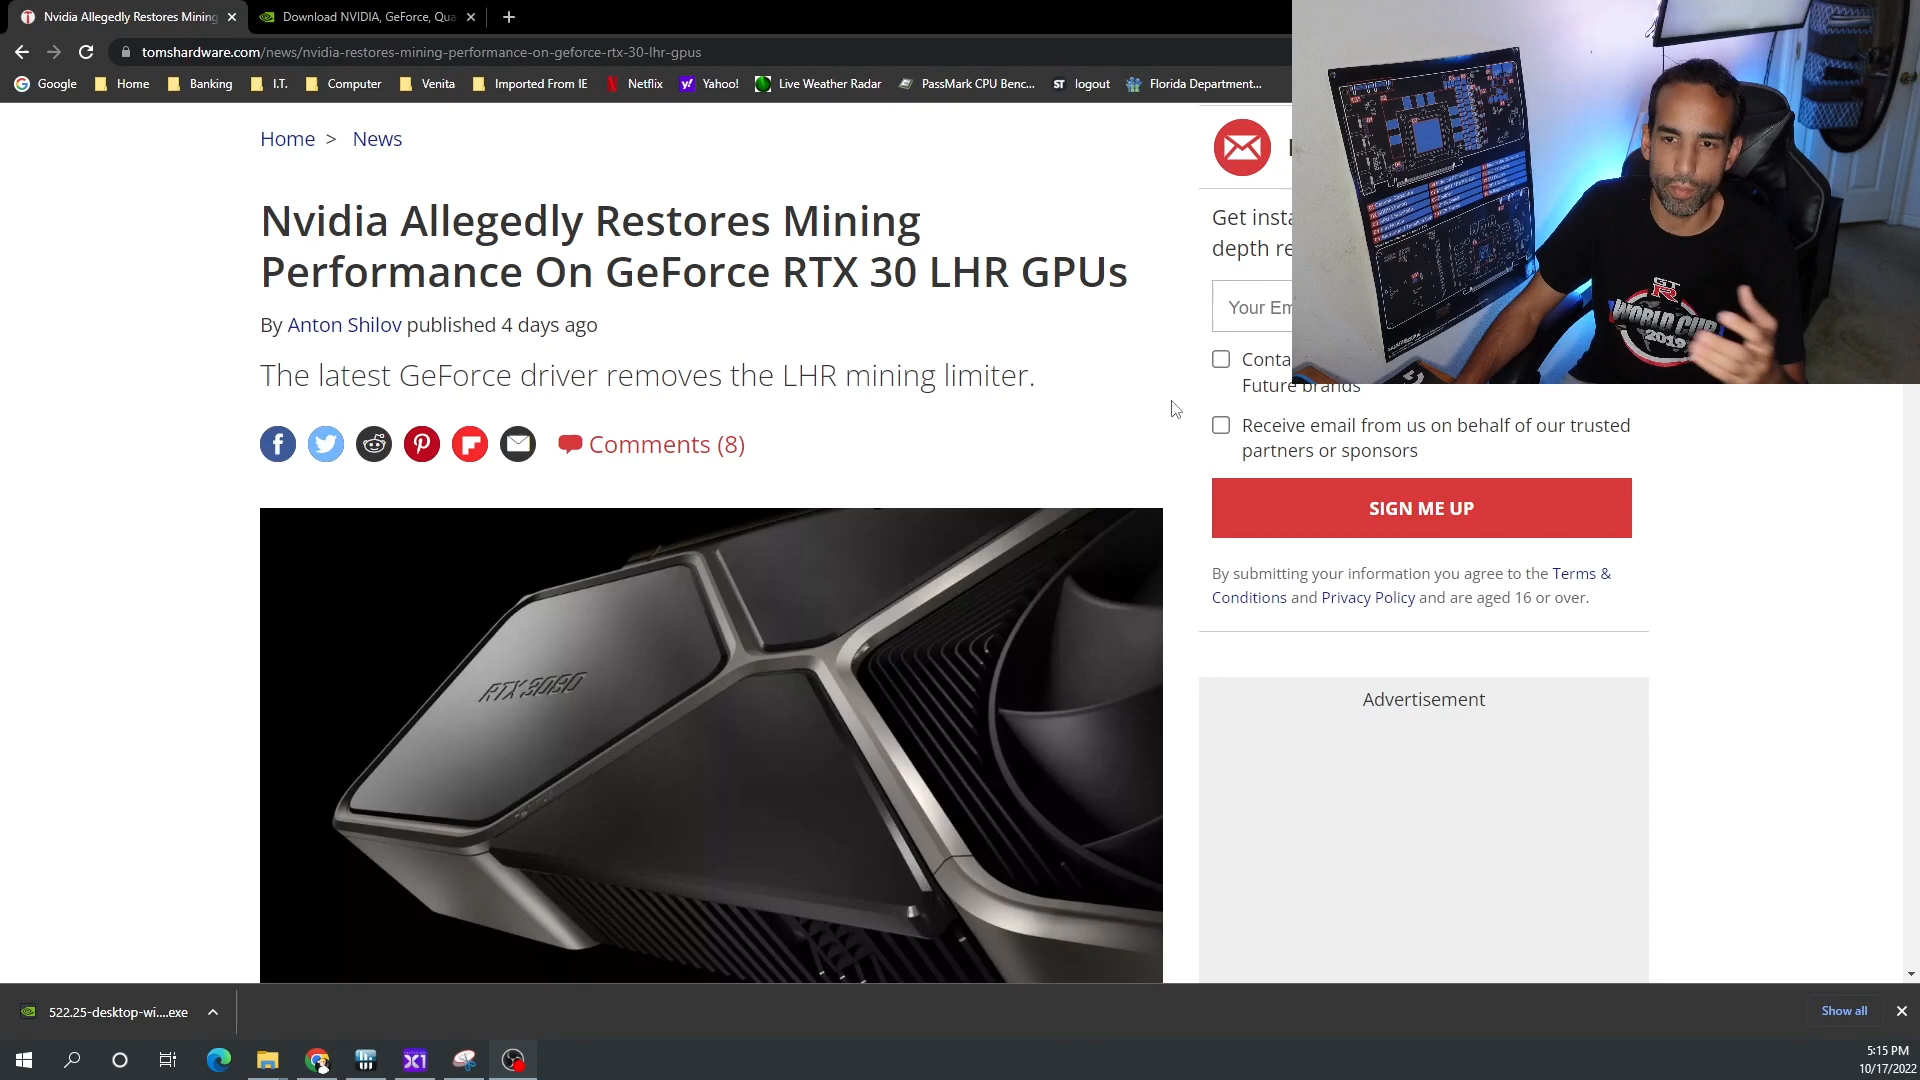 Nvidia Allegedly Restores Mining
Download NVIDIA, GeForce, Qua
tomshardware.com/news/nvidia-restores-mining-performance-on-geforce-rtx-30-lhr-gpus
Google Home Banking I.T. Computer Venita Imported From IE Netflix Yahoo! Live Weather Radar PassMark CPU Benc... ST logout Florida Department...
Home > News
Nvidia Allegedly Restores Mining
Performance On GeForce RTX 30 LHR GPUs
By Anton Shilov published 4 days ago
The latest GeForce driver removes the LHR mining limiter.
Comments (8)
RTX 3080
Get insta
depth re
Your Em
Conta
Future brands
Receive email from us on behalf of our trusted
partners or sponsors
SIGN ME UP
By submitting your information you agree to the Terms &
Conditions and Privacy Policy and are aged 16 or over.
Advertisement
GTR
WORLD CUP
2019
522.25-desktop-wi....exe
Show all
X1
5:15 PM
10/17/2022